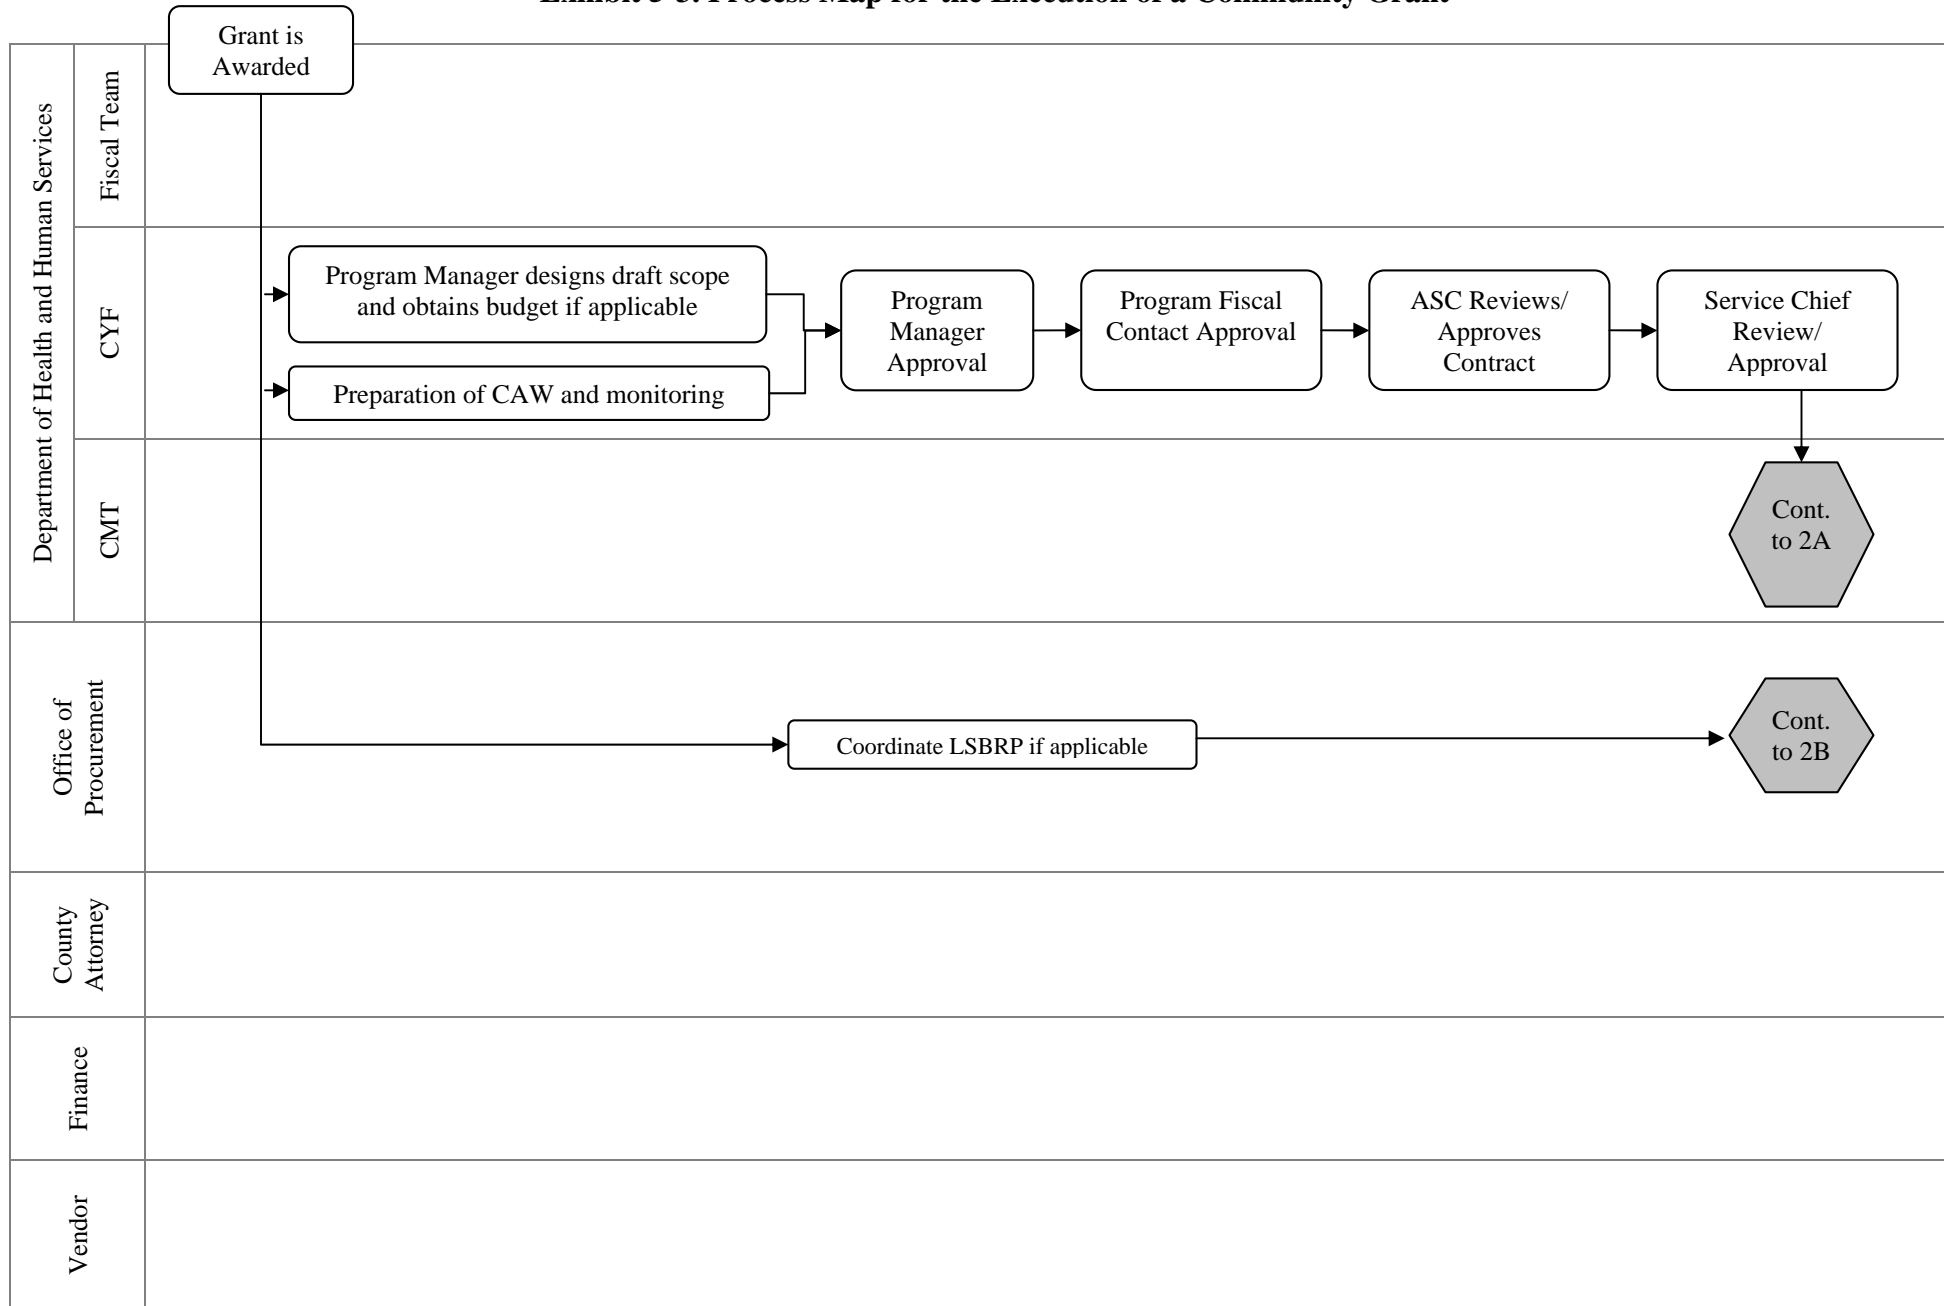 Exhibit 3-3. Process Map for the Execution of a Community Grant
Grant is
Awarded
Department of Health and Human Services
Fiscal Team
CYF
Program Manager designs draft scope
and obtains budget if applicable
Preparation of CAW and monitoring
Program
Manager
Approval
Program Fiscal
Contact Approval
ASC Reviews/
Approves
Contract
Service Chief
Review/
Approval
CMT
Cont.
to 2A
Office of
Procurement
Coordinate LSBRP if applicable
Cont.
to 2B
County
Attorney
Finance
Vendor